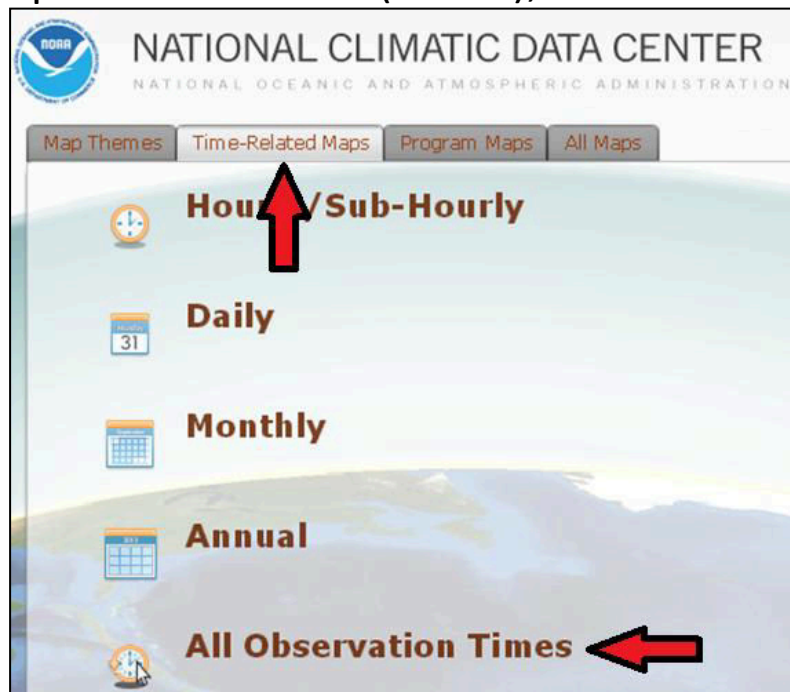 NOAA
NATIONAL CLIMATIC DATA CENTER
NATIONAL OCEANIC AND ATMOSPHERIC ADMINISTRATION
Map Themes Time-Related Maps Program Maps All Maps
/Sub-Hourly
Daily
31
Monthly
Annual
All Observation Times